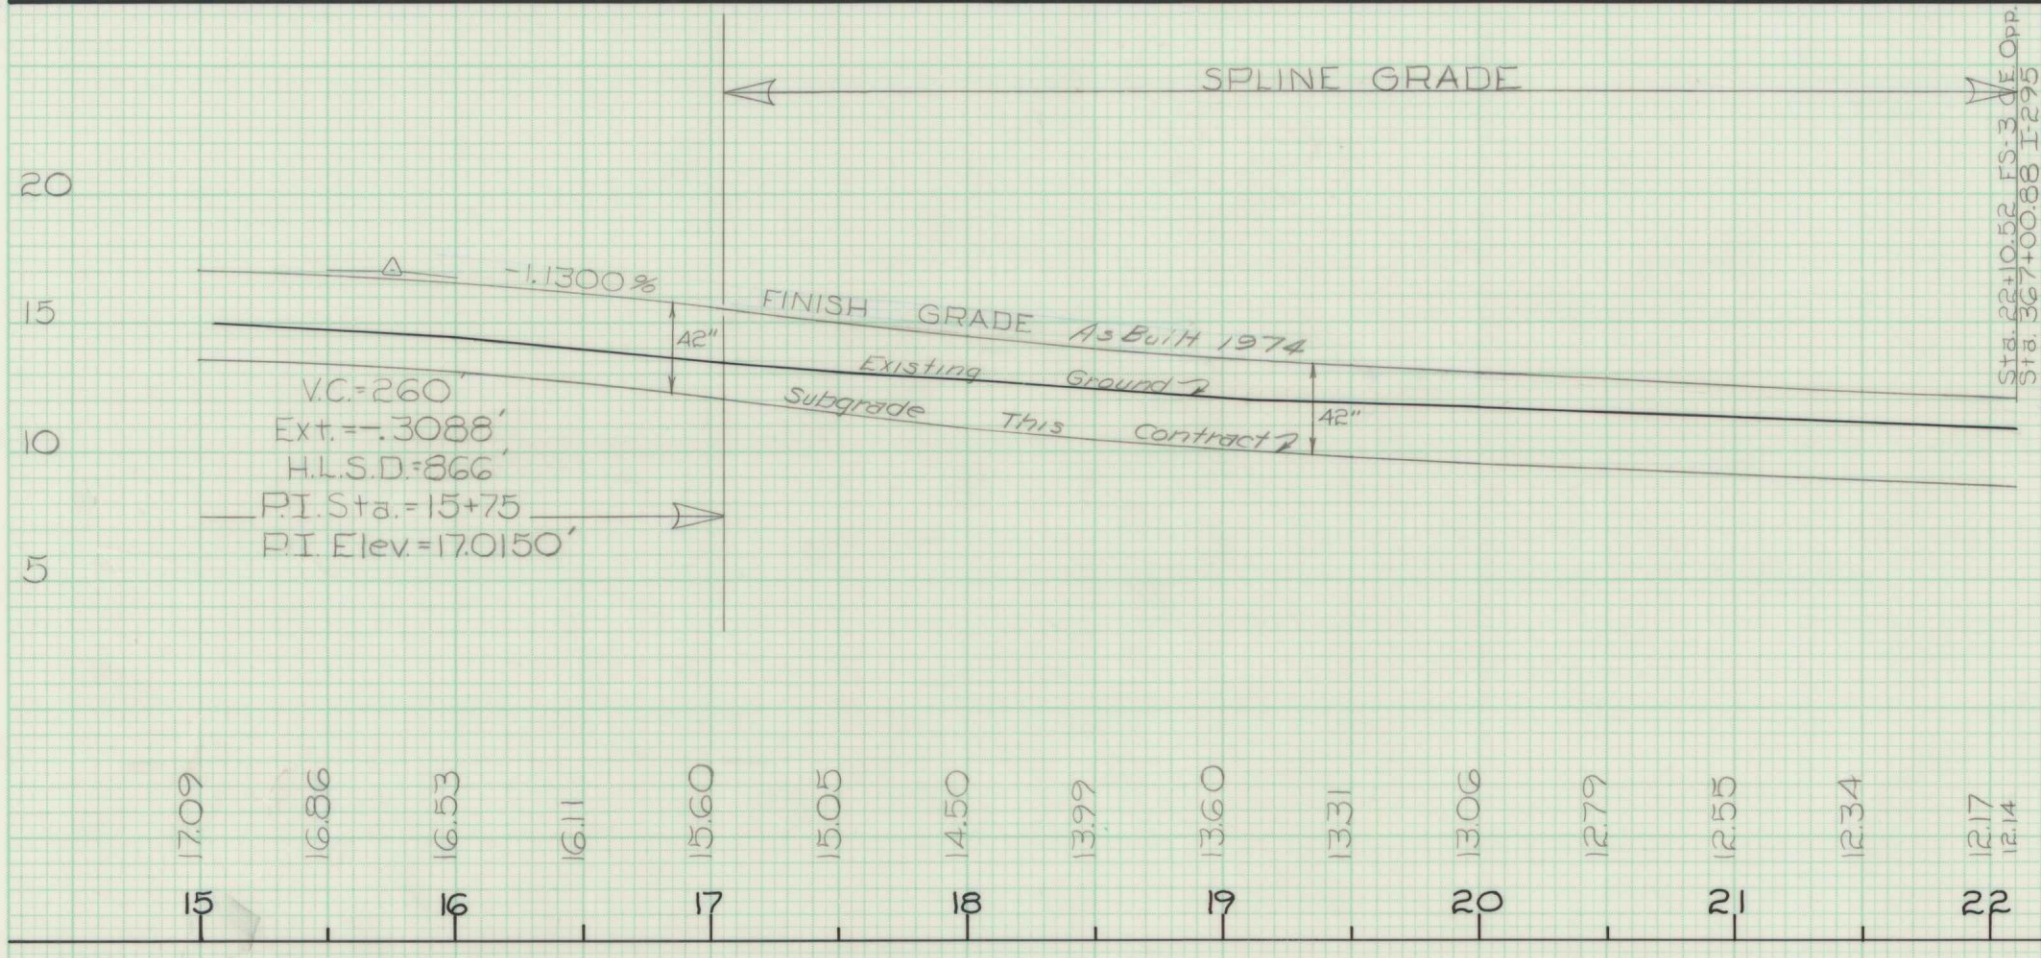 SPLINE GRADE
Sta. 22+10.52 FS-3 OE Opp.
Sta. 367+00.88 I-295
20
-1.1300%
15
FINISH GRADE As Built 1974
42"
Existing Ground
V.C.=260'
Subgrade This Contract
42"
Ext.=-.3088'
10
H.L.S.D.=866'
P.I. Sta.=15+75
P.I. Elev.=17.0150'
5
17.09 16.86 16.53 16.11 15.60 15.05 14.50 13.99 13.60 13.31 13.06 12.79 12.55 12.34 12.17 12.14
15 16 17 18 19 20 21 22